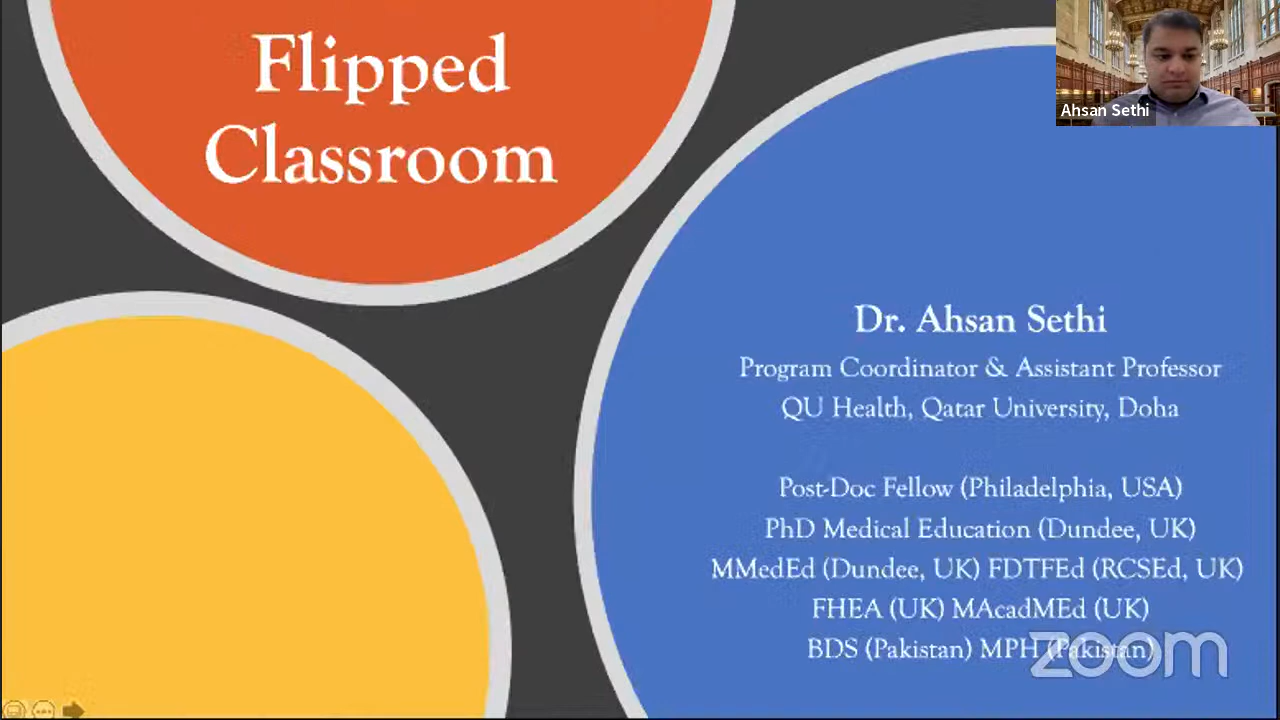 Flipped
Classroom
Ahsan Sethi
Dr. Ahsan Sethi
Program Coordinator & Assistant Professor
QU Health, Qatar University, Doha
Post-Doc Fellow (Philadelphia, USA)
PhD Medical Education (Dundee, UK)
MMedEd (Dundee, UK) FDTFEd (RCSEd, UK)
FHEA (UK) MAcadMEd (UK)
BDS (Pakistan) MPH (Pakistan)
zoom